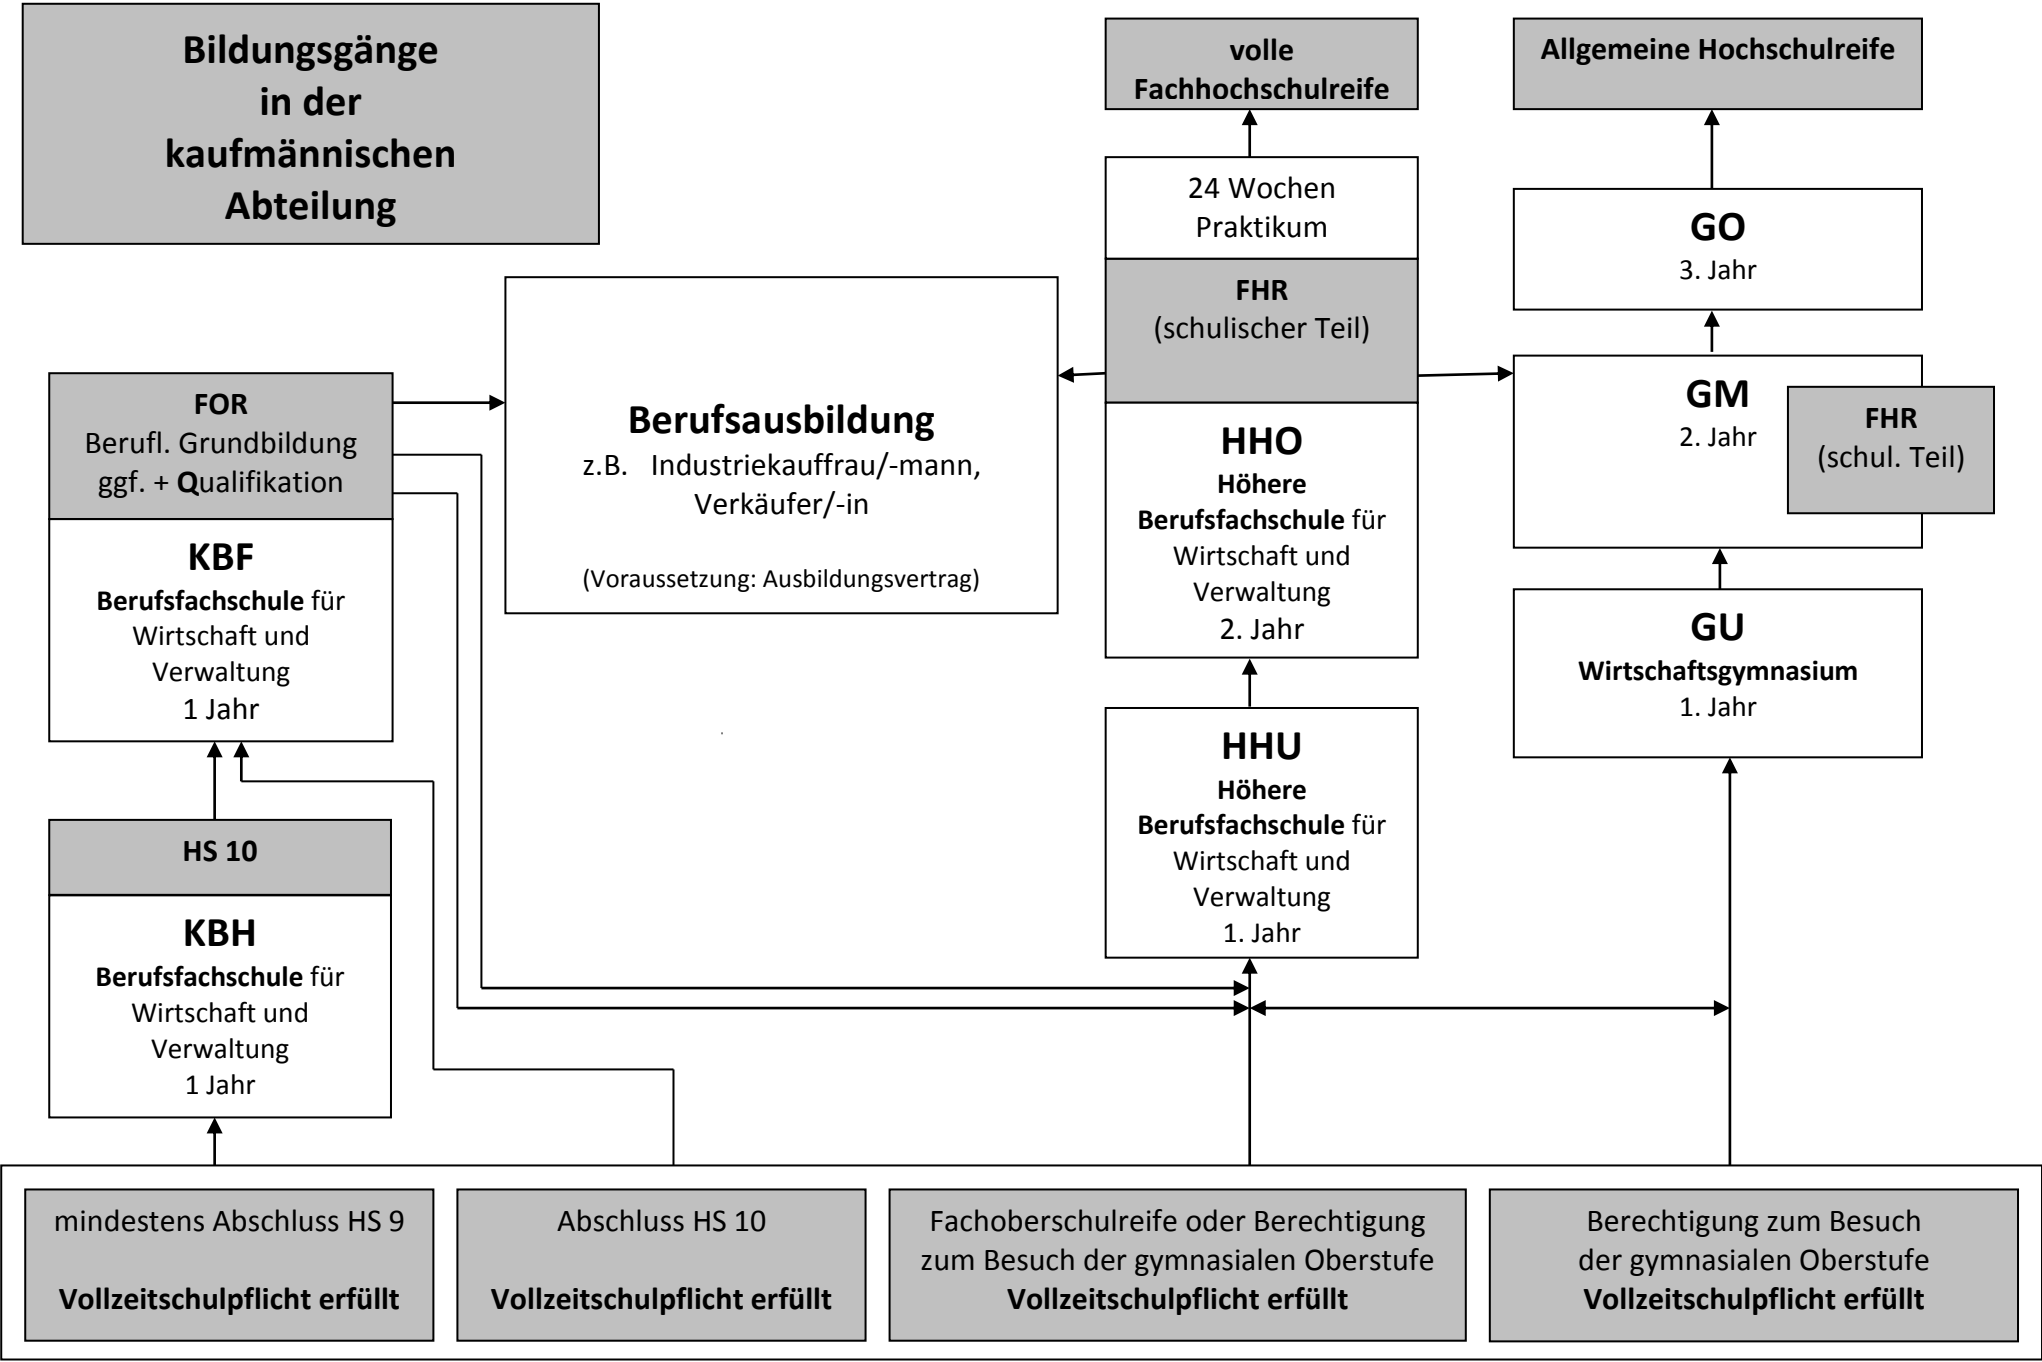 Bildungsgänge
in der
kaufmännischen
Abteilung
volle
Fachhochschulreife
Allgemeine Hochschulreife
24 Wochen
Praktikum
GO
3. Jahr
FHR
(schulischer Teil)
FOR
Berufl. Grundbildung
ggf. + Qualifikation
Berufsausbildung
z.B. Industriekauffrau/-mann,
Verkäufer/-in
(Voraussetzung: Ausbildungsvertrag)
GM
2. Jahr
FHR
(schul. Teil)
HHO
Höhere
Berufsfachschule für
Wirtschaft und
Verwaltung
2. Jahr
KBF
Berufsfachschule für
Wirtschaft und
Verwaltung
1 Jahr
GU
Wirtschaftsgymnasium
1. Jahr
HHU
Höhere
Berufsfachschule für
Wirtschaft und
Verwaltung
1. Jahr
HS 10
KBH
Berufsfachschule für
Wirtschaft und
Verwaltung
1 Jahr
mindestens Abschluss HS 9
Vollzeitschulpflicht erfüllt
Abschluss HS 10
Vollzeitschulpflicht erfüllt
Fachoberschulreife oder Berechtigung
zum Besuch der gymnasialen Oberstufe
Vollzeitschulpflicht erfüllt
Berechtigung zum Besuch
der gymnasialen Oberstufe
Vollzeitschulpflicht erfüllt